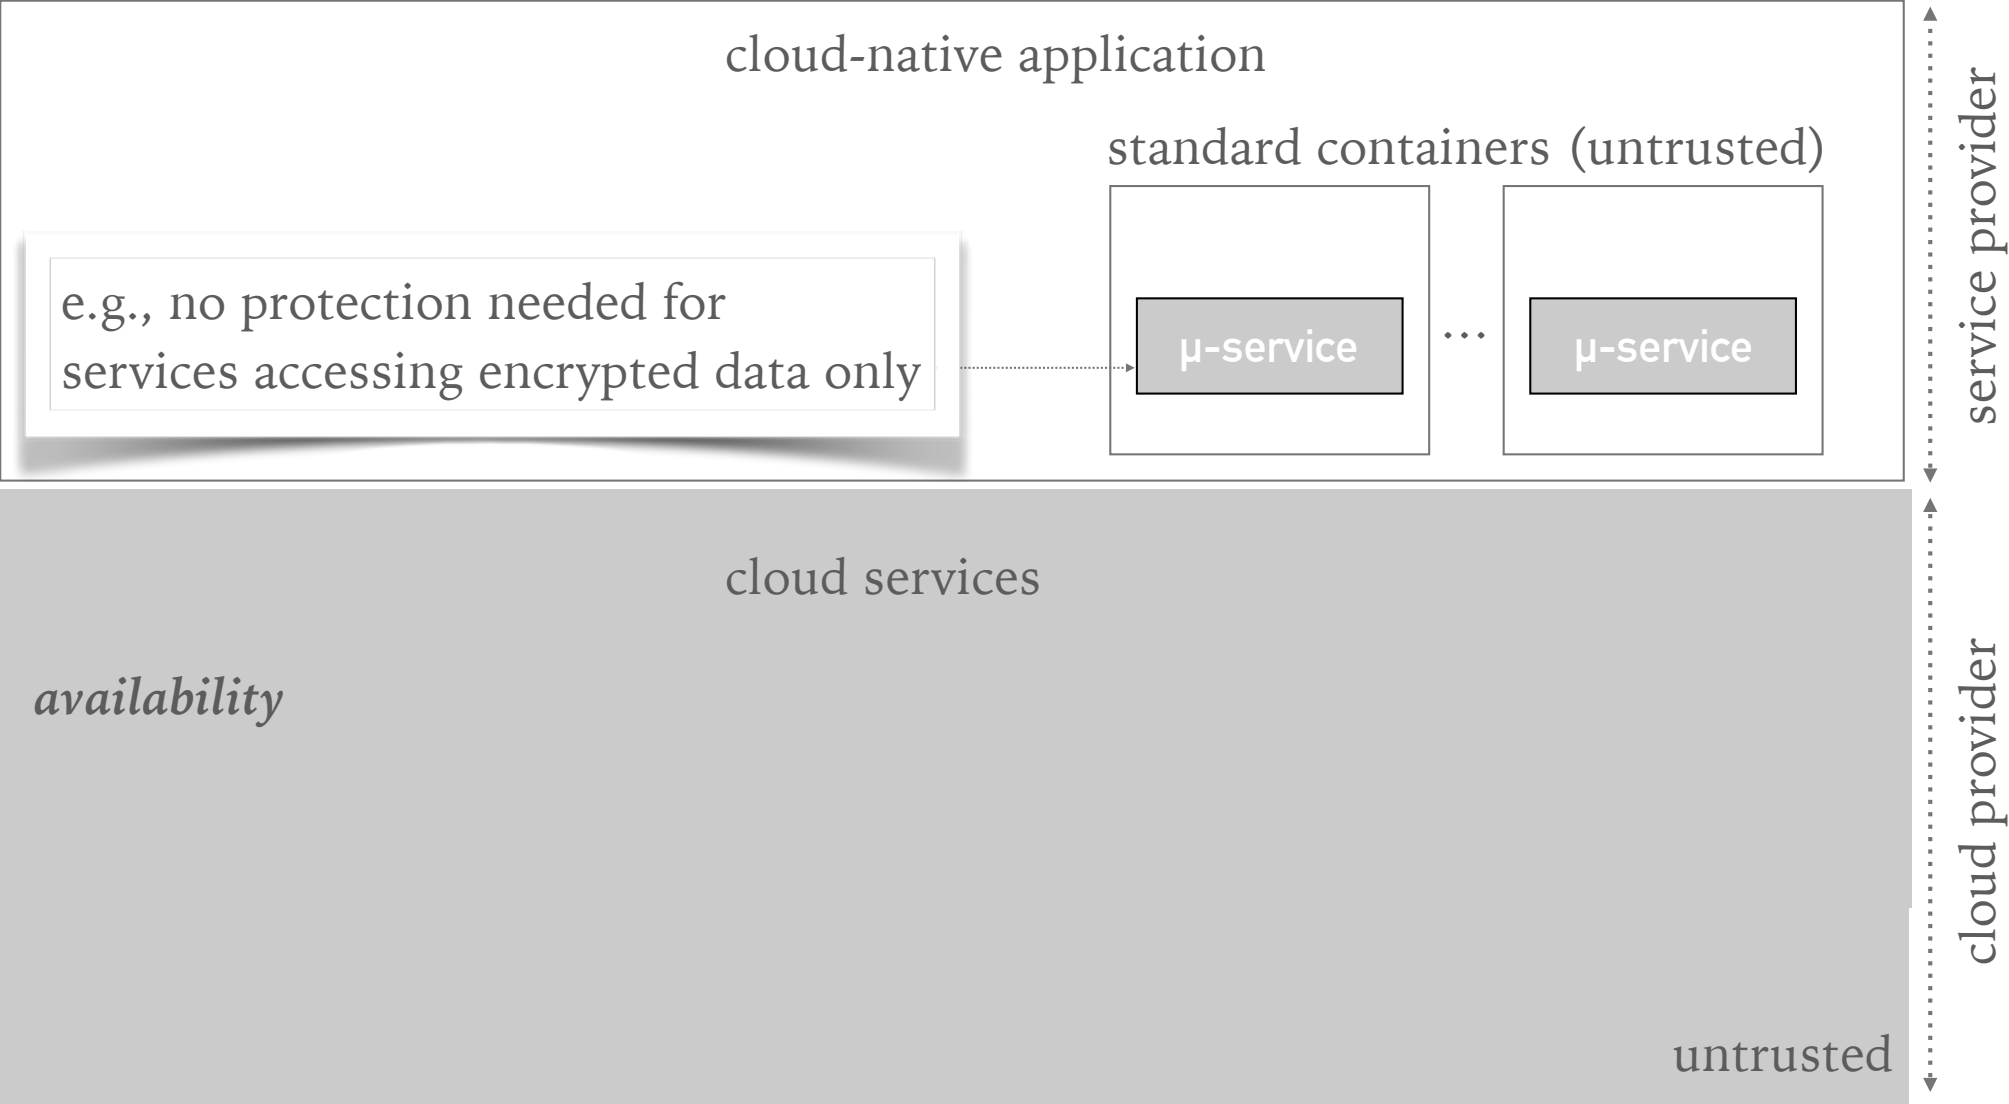 cloud-native application
standard containers (untrusted)
e.g., no protection needed for
services accessing encrypted data only
μ-service
...
μ-service
service provider
cloud services
availability
cloud provider
untrusted